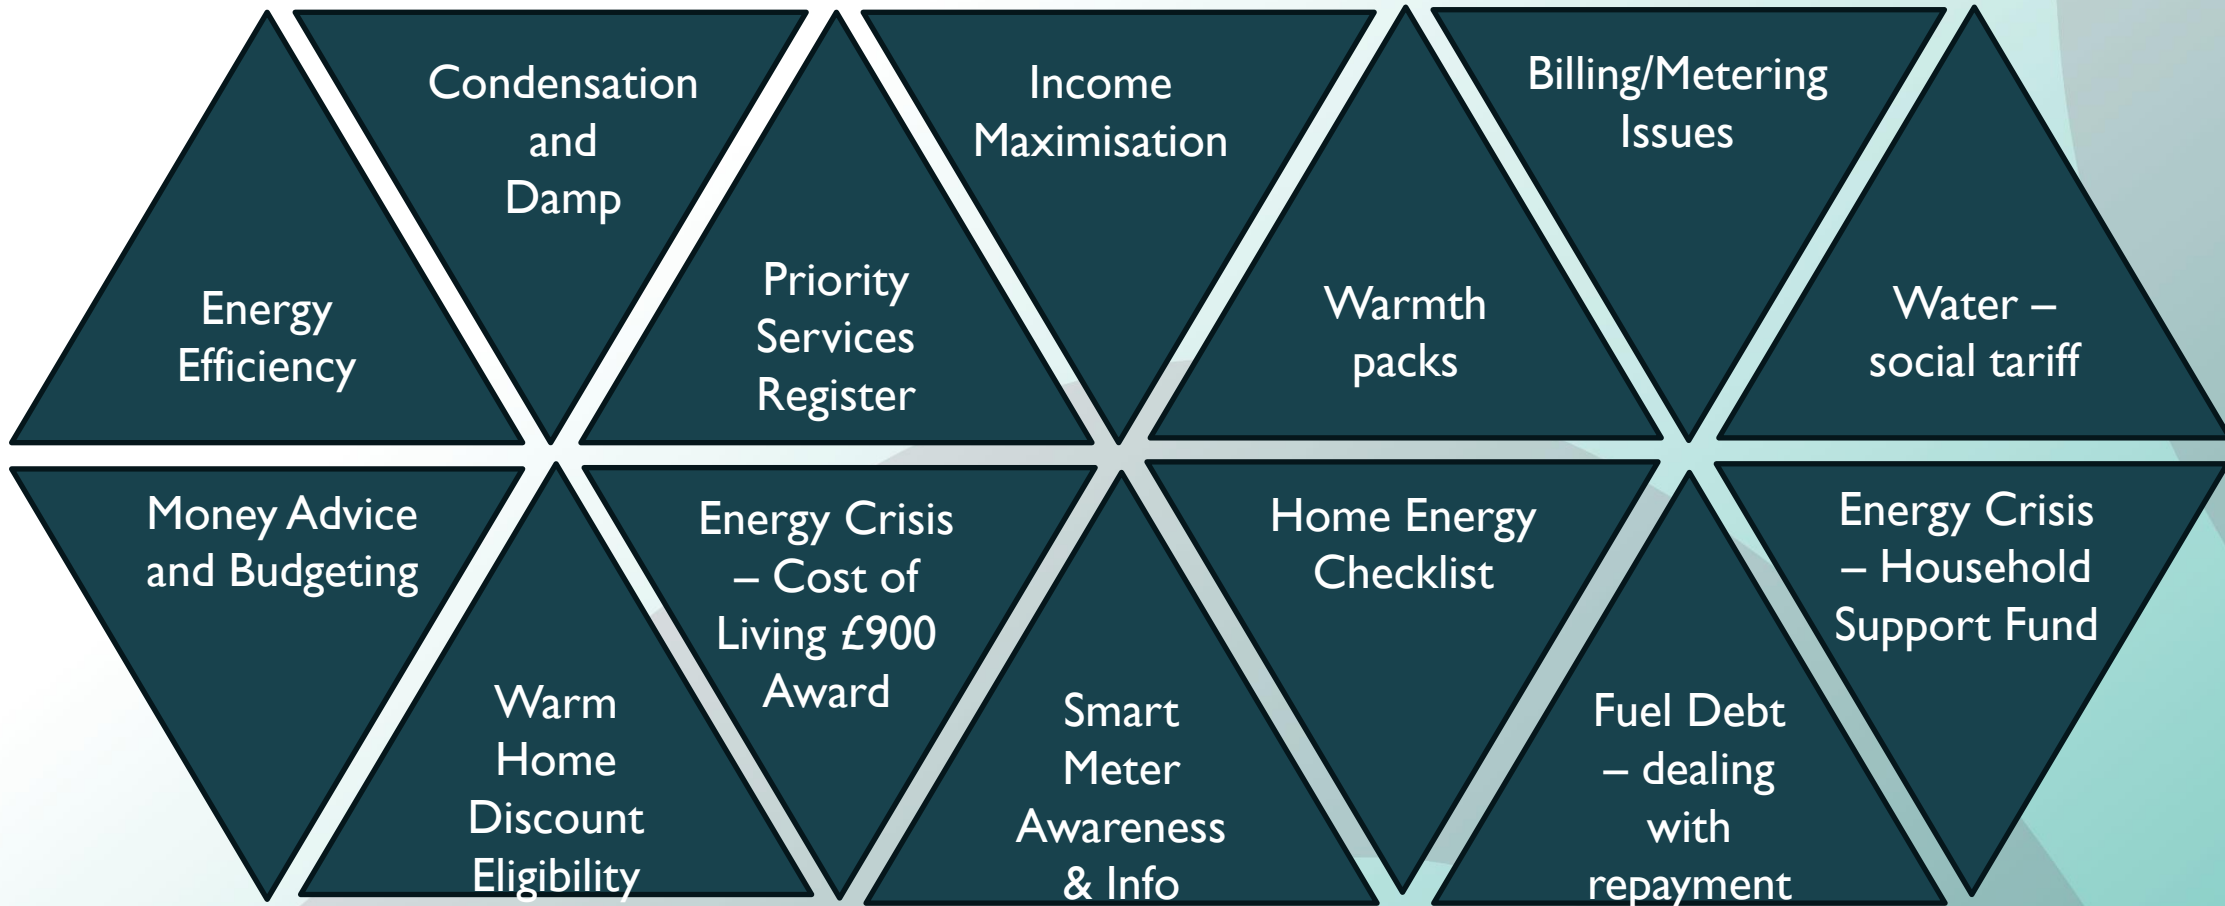 Condensation
and
Damp
Income
Maximisation
Billing/Metering
Issues
Energy
Efficiency
Priority
Services
Register
Warmth
packs
Water –
social tariff
Money Advice
and Budgeting
Warm
Home
Discount
Eligibility
Energy Crisis
– Cost of
Living £900
Award
Smart
Meter
Awareness
& Info
Home Energy
Checklist
Fuel Debt
– dealing
with
repayment
Energy Crisis
– Household
Support Fund